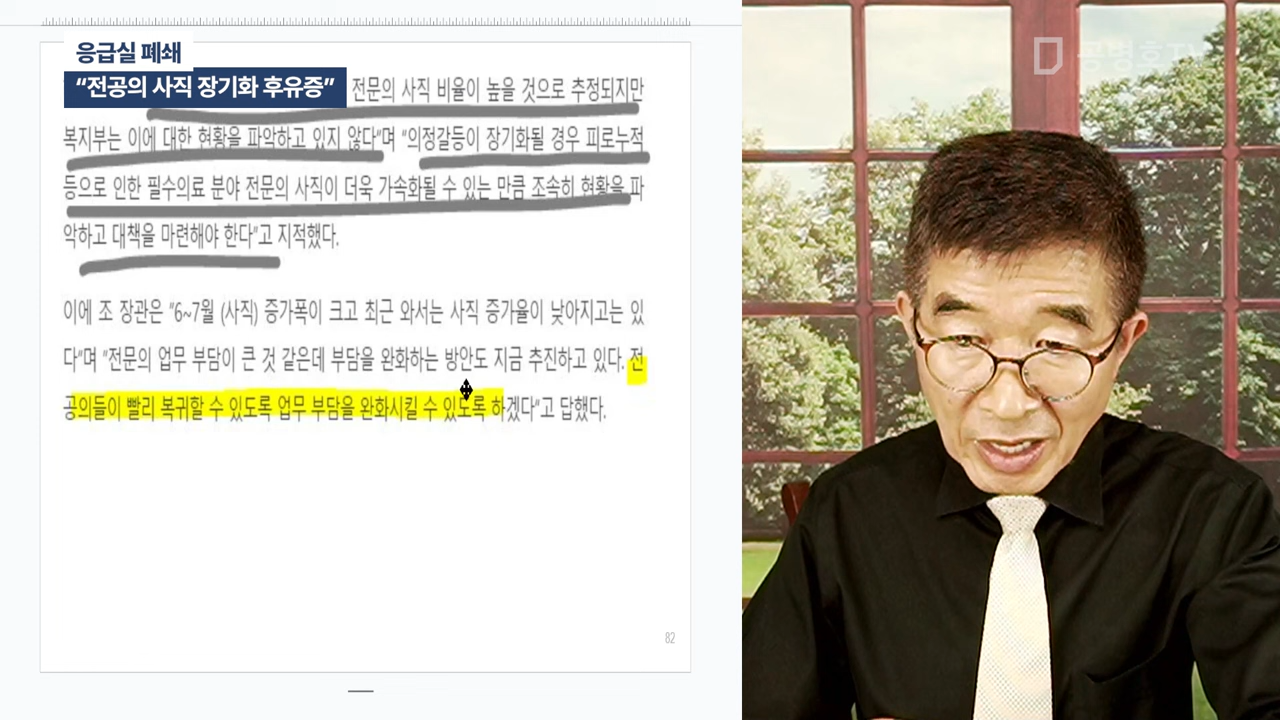 응급실 폐쇄
“전공의 사직 장기화 후유증”
전문의 사직 비율이 높을 것으로 추정되지만
복지부는 이에 대한 현황을 파악하고 있지 않다"며 "의정갈등이 장기화될 경우 피로누적
등으로 인한 필수의료 분야 전문의 사직이 더욱 가속화될 수 있는 만큼 조속히 현황을 파
악하고 대책을 마련해야 한다"고 지적했다.
이에 조 장관은 "6~7월 (사직) 증가폭이 크고 최근 와서는 사직 증가율이 낮아지고는 있
다"며 "전문의 업무 부담이 큰 것 같은데 부담을 완화하는 방안도 지금 추진하고 있다. 전
공의들이 빨리 복귀할 수 있도록 업무 부담을 완화시킬 수 있도록 하겠다"고 답했다.
82
공병호TV